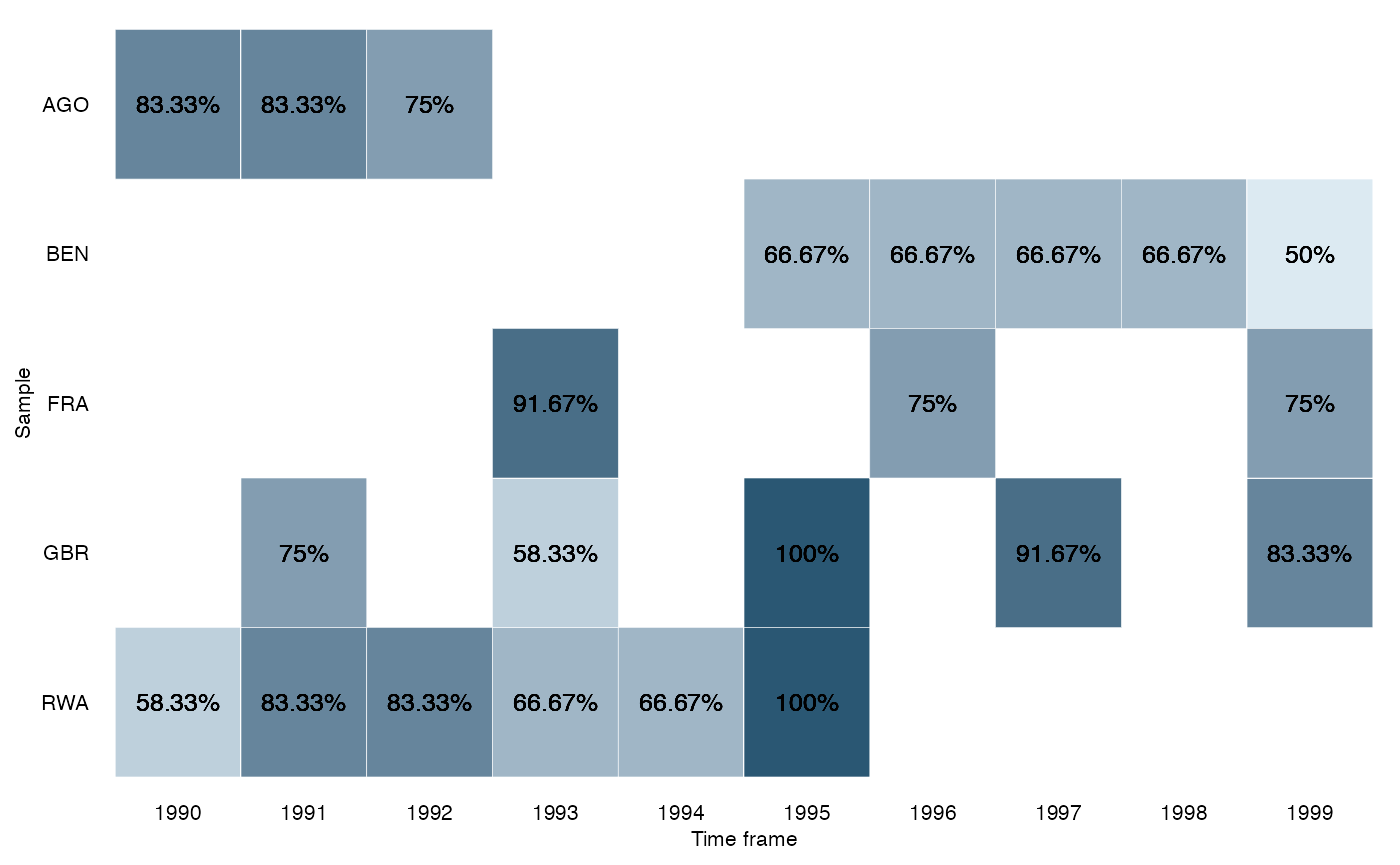 AGO 83.33% 83.33% 75%
BEN 66.67% 66.67% 66.67% 66.67% 50%
Sample
FRA 91.67% 75% 75%
GBR 75% 58.33% 100% 91.67% 83.33%
RWA 58.33% 83.33% 83.33% 66.67% 66.67% 100%
1990 1991 1992 1993 1994 1995 1996 1997 1998 1999
Time frame